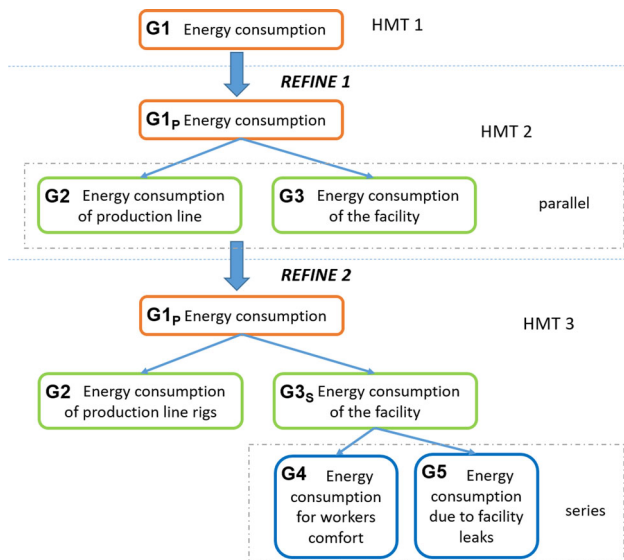 G1 Energy consumption
HMT 1
REFINE 1
G1P Energy consumption
HMT 2
G2 Energy consumption
of production line
G3 Energy consumption
of the facility
parallel
REFINE 2
G1P Energy consumption
HMT 3
G2 Energy consumption
of production line rigs
G3S Energy consumption
of the facility
G4 Energy
consumption
for workers
comfort
G5 Energy
consumption
due to facility
leaks
series